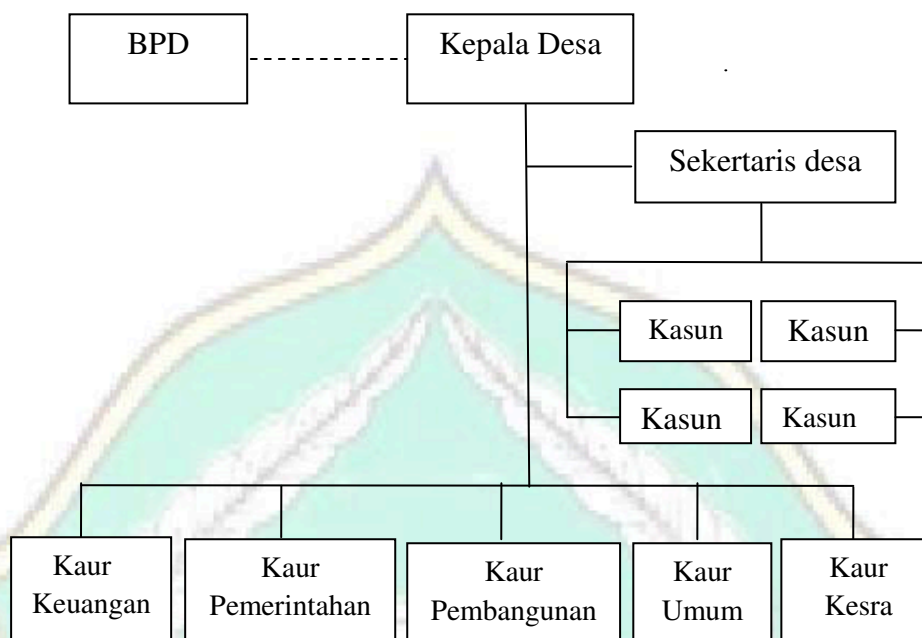 BPD
Kepala Desa
Sekertaris desa
Kasun
Kasun
Kasun
Kasun
Kaur
Keuangan
Kaur
Pemerintahan
Kaur
Pembangunan
Kaur
Umum
Kaur
Kesra